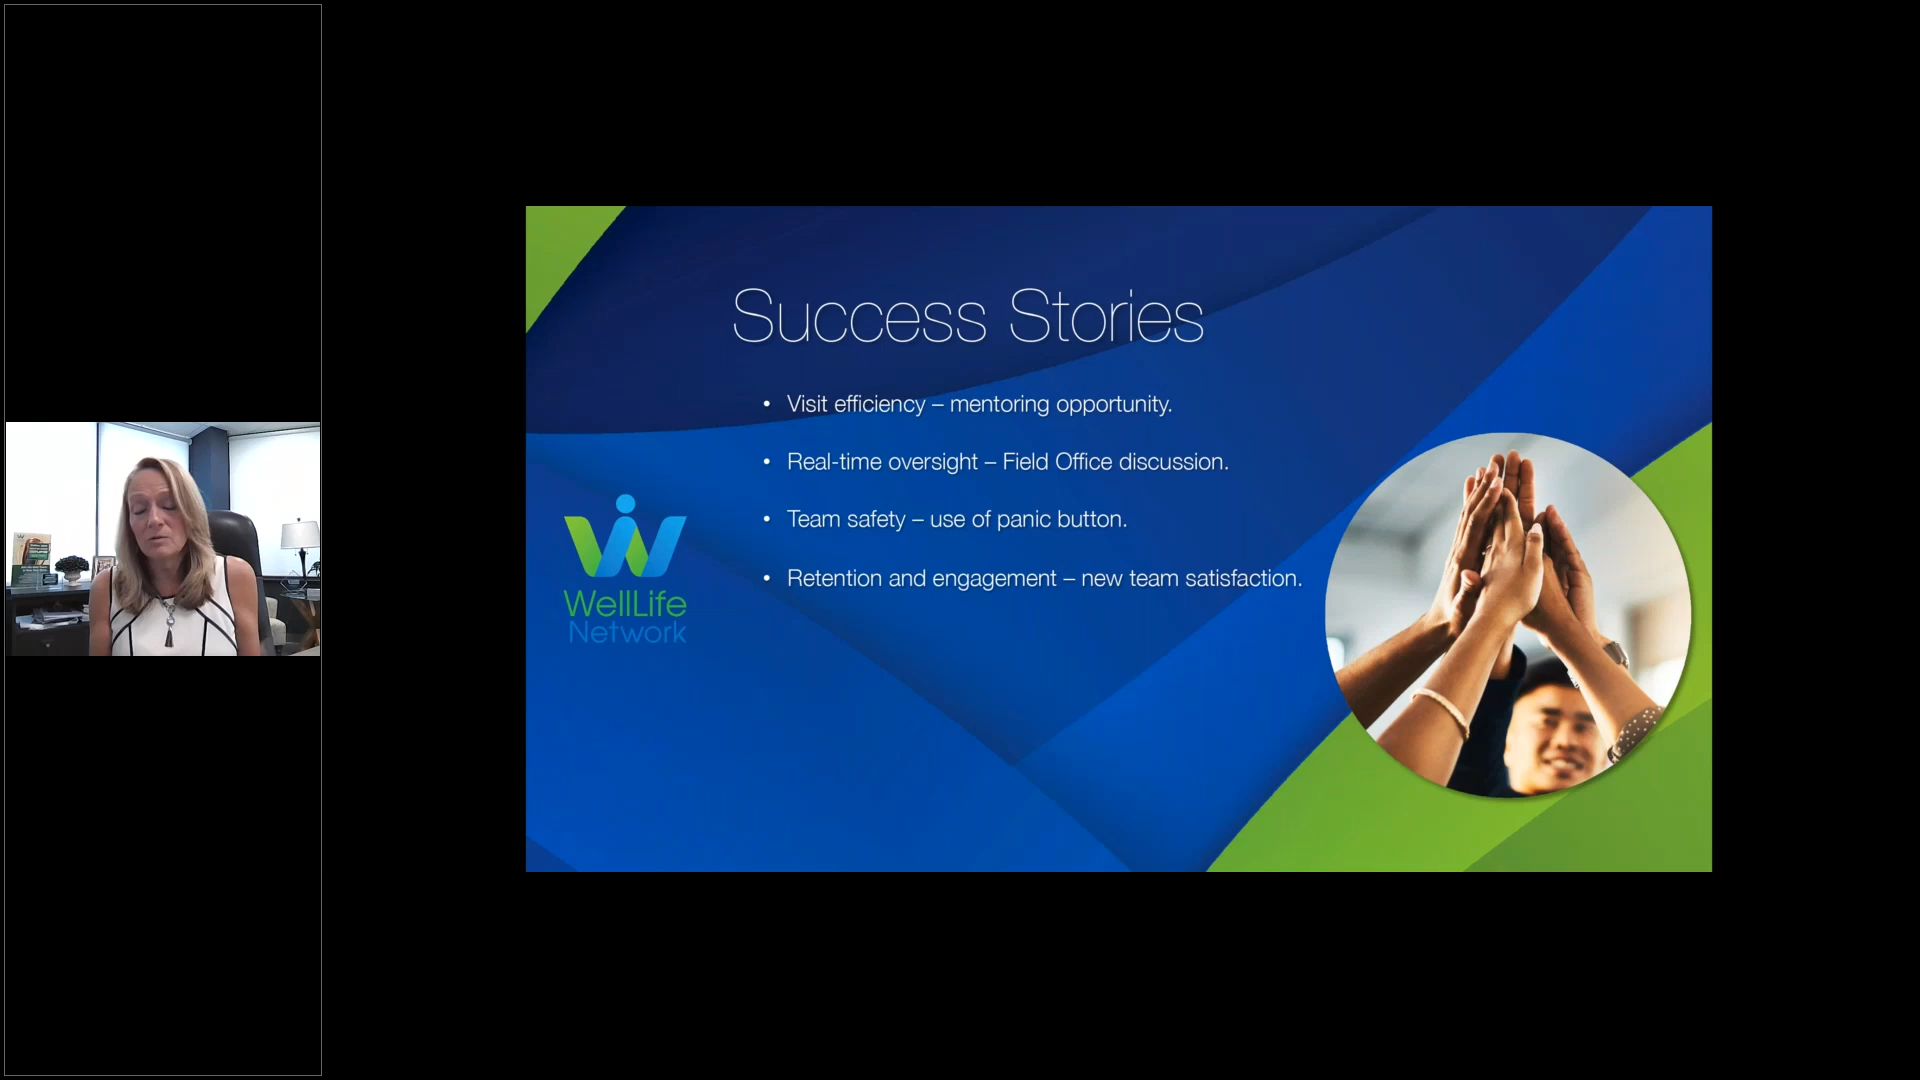 Success Stories
• Visit efficiency – mentoring opportunity.
• Real-time oversight – Field Office discussion.
• Team safety – use of panic button.
• Retention and engagement – new team satisfaction.
WellLife
Network